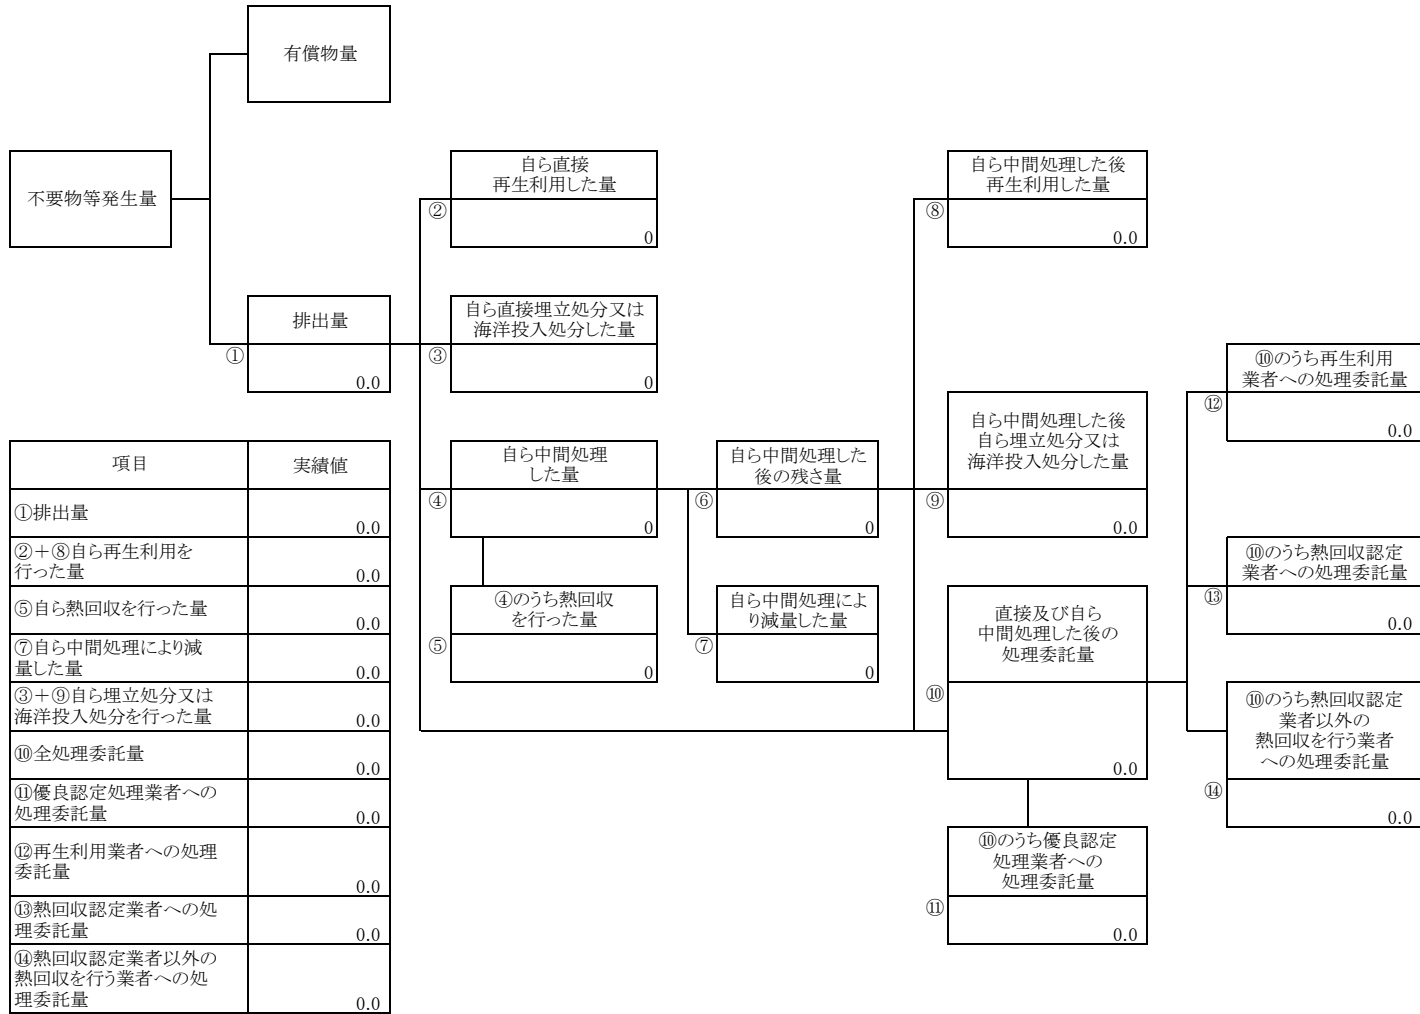 有償物量
不要物等発生量
自ら直接
再生利用した量
②
0
自ら中間処理した後
再生利用した量
⑧
0.0
排出量
①
0.0
自ら直接埋立処分又は
海洋投入処分した量
③
0
自ら中間処理
した量
④
0
自ら中間処理した
後の残さ量
⑥
0
自ら中間処理した後
自ら埋立処分又は
海洋投入処分した量
⑨
0.0
④のうち熱回収
を行った量
⑤
0
自ら中間処理によ
り減量した量
⑦
0
直接及び自ら
中間処理した後の
処理委託量
⑩
0.0
⑩のうち優良認定
処理業者への
処理委託量
⑪
0.0
⑩のうち再生利用
業者への処理委託量
⑫
0.0
⑩のうち熱回収認定
業者への処理委託量
⑬
0.0
⑩のうち熱回収認定
業者以外の
熱回収を行う業者
への処理委託量
⑭
0.0
項目 実績値
①排出量
0.0
②＋⑧自ら再生利用を
行った量 0.0
⑤自ら熱回収を行った量
0.0
⑦自ら中間処理により減
量した量 0.0
③＋⑨自ら埋立処分又は
海洋投入処分を行った量 0.0
⑩全処理委託量
0.0
⑪優良認定処理業者への
処理委託量 0.0
⑫再生利用業者への処理
委託量
0.0
⑬熱回収認定業者への処
理委託量 0.0
⑭熱回収認定業者以外の
熱回収を行う業者への処
理委託量 0.0